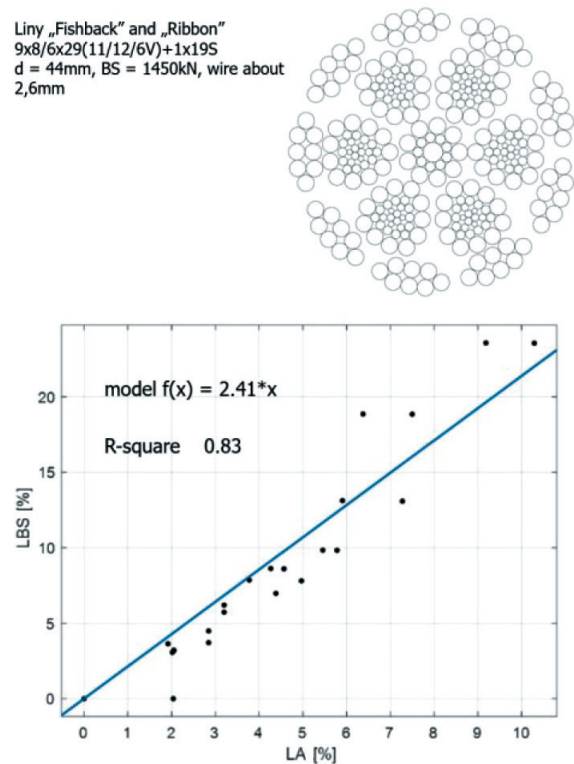 Liny „Fishback” and „Ribbon”
9x8/6x29(11/12/6V)+1x19S
d = 44mm, BS = 1450kN, wire about
2,6mm
model f(x) = 2.41*x
R-square 0.83
LBS [%]
20
15
10
5
0
0 1 2 3 4 5 6 7 8 9 10
LA [%]